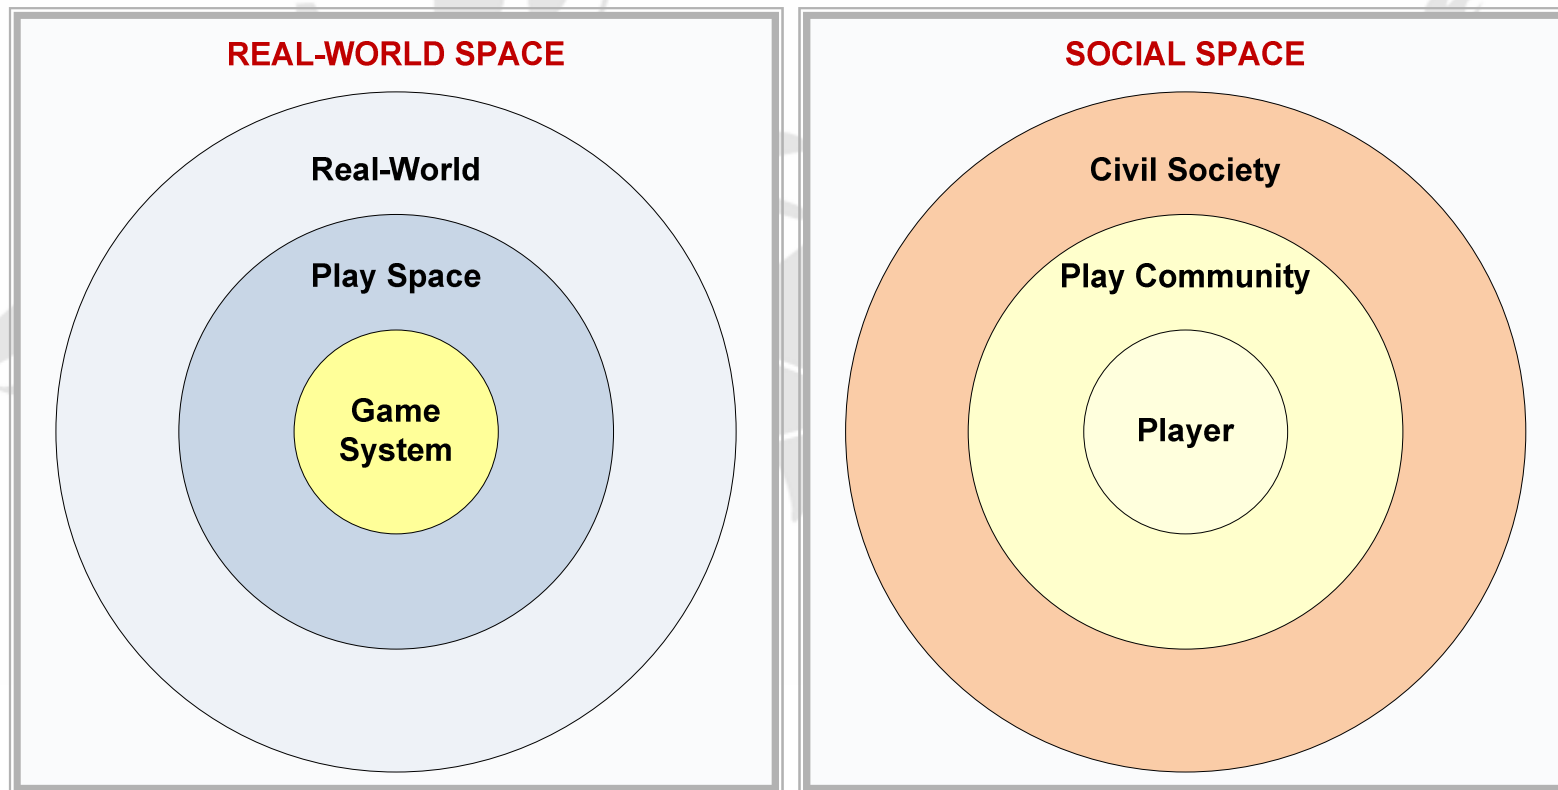 REAL-WORLD SPACE
Real-World
Play Space
Game
System
SOCIAL SPACE
Civil Society
Play Community
Player